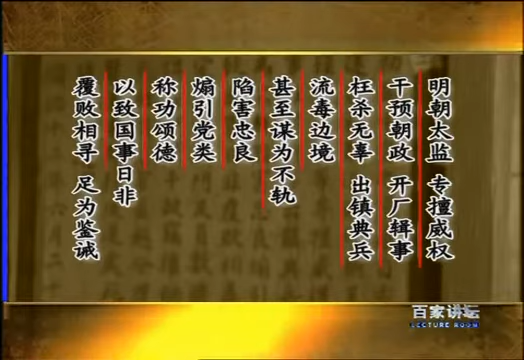 明朝太监 专擅威权
干预朝政 开厂辑事
枉杀无辜 出镇典兵
流毒边境
甚至谋为不轨
陷害忠良
煽引党类
称功颂德
以致国事日非
覆败相寻 足为鉴诫
百家讲坛
LECTURE ROOM